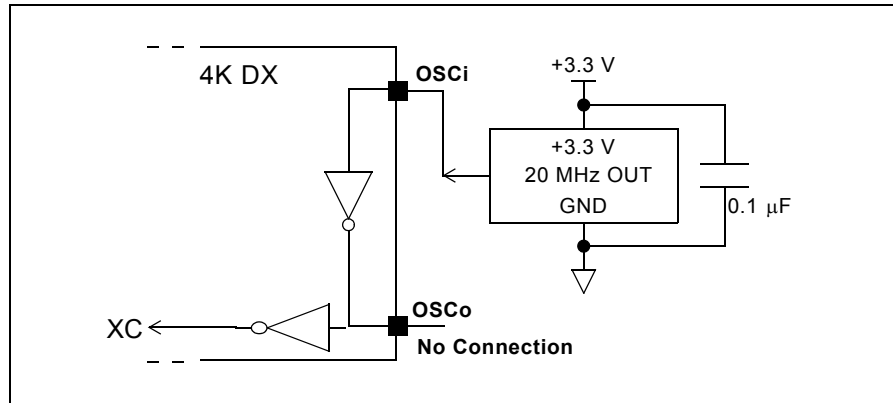 4K DX
OSCi
+3.3 V
+3.3 V
20 MHz OUT
GND
0.1 μF
OSCo
XC
No Connection